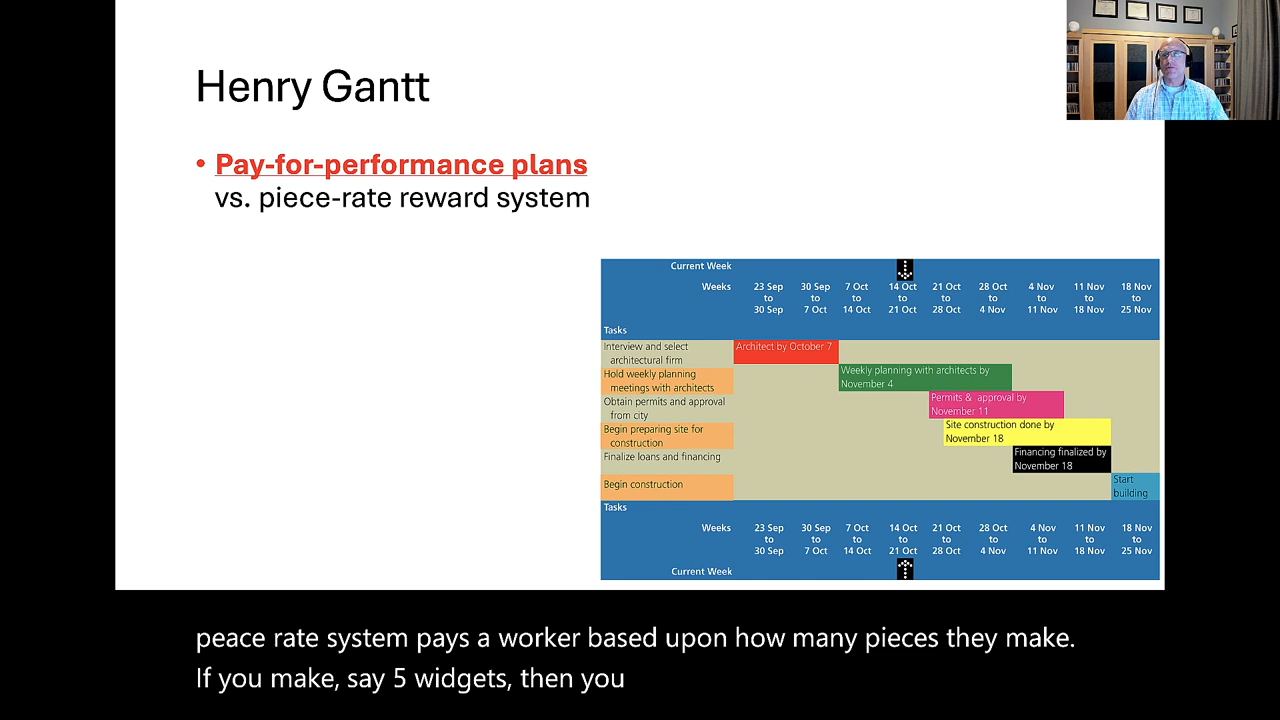 Henry Gantt
• Pay-for-performance plans
vs. piece-rate reward system
Current Week
Weeks 23 Sep to 30 Sep 30 Sep to 7 Oct 7 Oct to 14 Oct 14 Oct to 21 Oct 21 Oct to 28 Oct 28 Oct to 4 Nov 4 Nov to 11 Nov 11 Nov to 18 Nov 18 Nov to 25 Nov
Tasks
Interview and select
architectural firm
Architect by October 7
Hold weekly planning
meetings with architects
Weekly planning with architects by
November 4
Obtain permits and approval
from city
Permits & approval by
November 11
Begin preparing site for
construction
Site construction done by
November 18
Finalize loans and financing
Financing finalized by
November 18
Begin construction
Start
building
Tasks
Weeks 23 Sep to 30 Sep 30 Sep to 7 Oct 7 Oct to 14 Oct 14 Oct to 21 Oct 21 Oct to 28 Oct 28 Oct to 4 Nov 4 Nov to 11 Nov 11 Nov to 18 Nov 18 Nov to 25 Nov
Current Week
peace rate system pays a worker based upon how many pieces they make.
If you make, say 5 widgets, then you